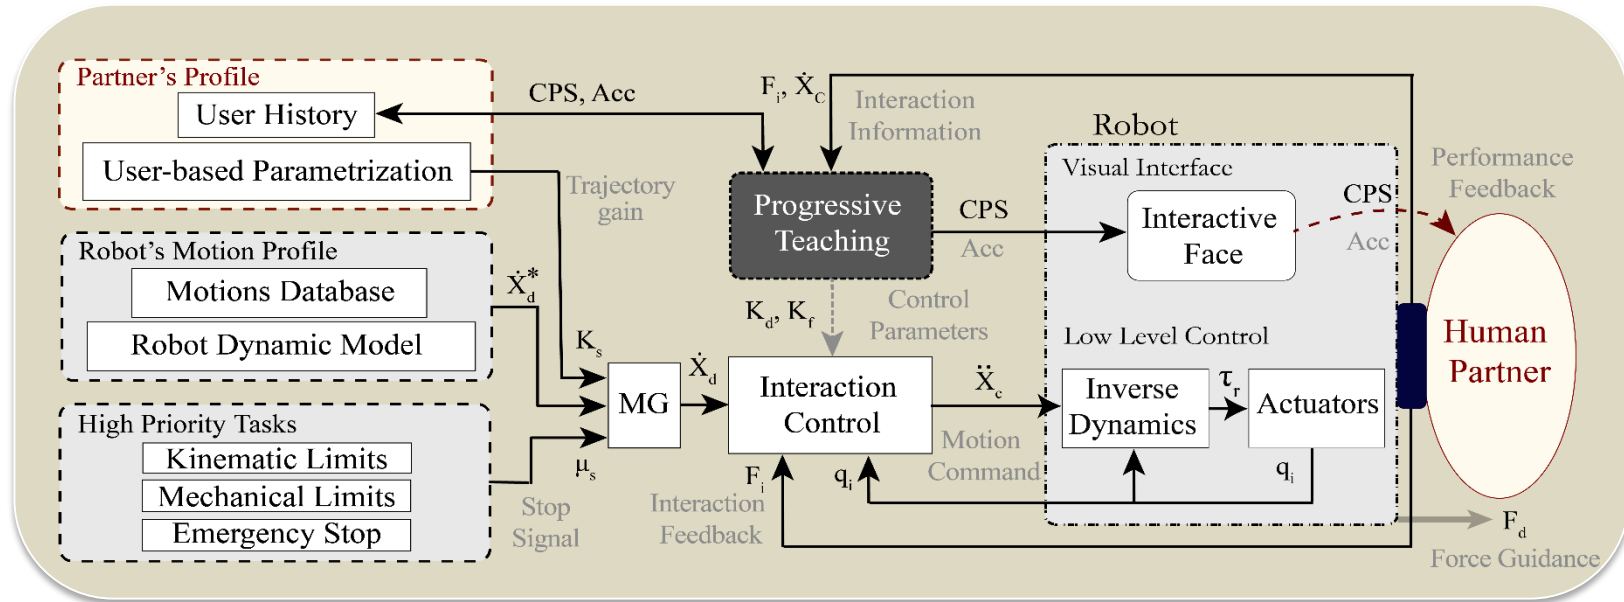 Partner's Profile
User History
User-based Parametrization
CPS, Acc
Trajectory
gain
Robot's Motion Profile
Motions Database
Robot Dynamic Model
Ẋd*
Ks
High Priority Tasks
Kinematic Limits
Mechanical Limits
Emergency Stop
μs
Stop
Signal
MG
Ẋd
Fi, ẊC
Interaction
Information
Progressive
Teaching
CPS
Acc
Kd, Kf
Control
Parameters
Interaction
Control
Ẍc
Motion
Command
Fi
qi
Interaction
Feedback
Robot
Visual Interface
Interactive
Face
Low Level Control
Inverse
Dynamics
τr
Actuators
qi
Performance
Feedback
CPS
Acc
Human
Partner
Fd
Force Guidance